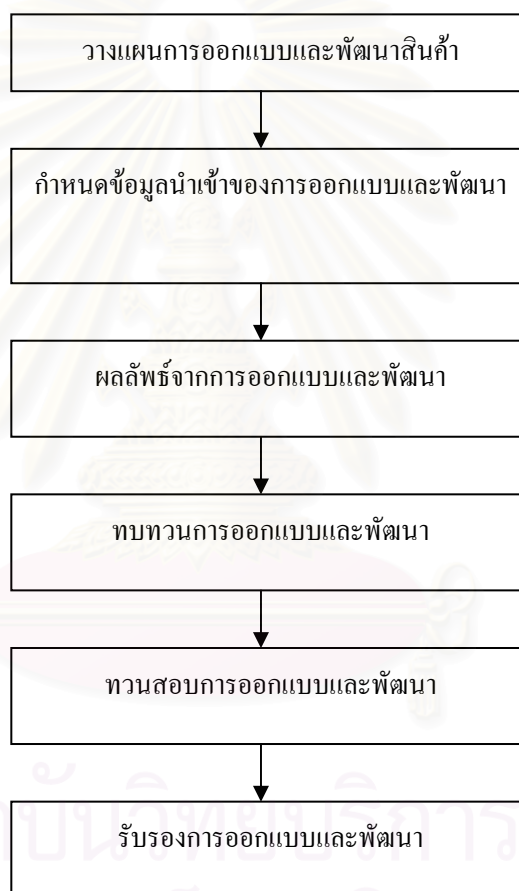 วางแผนการออกแบบและพัฒนาสินค้า
กำหนดข้อมูลนำเข้าของการออกแบบและพัฒนา
ผลลัพธ์จากการออกแบบและพัฒนา
ทบทวนการออกแบบและพัฒนา
ทวนสอบการออกแบบและพัฒนา
รับรองการออกแบบและพัฒนา